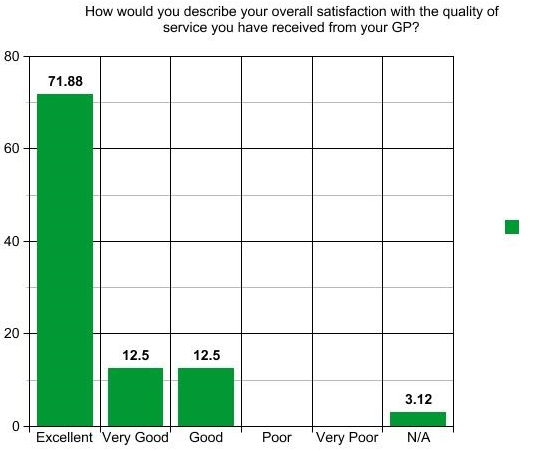 How would you describe your overall satisfaction with the quality of
service you have received from your GP?
80
71.88
60
40
20
12.5 12.5
3.12
0
Excellent Very Good Good Poor Very Poor N/A